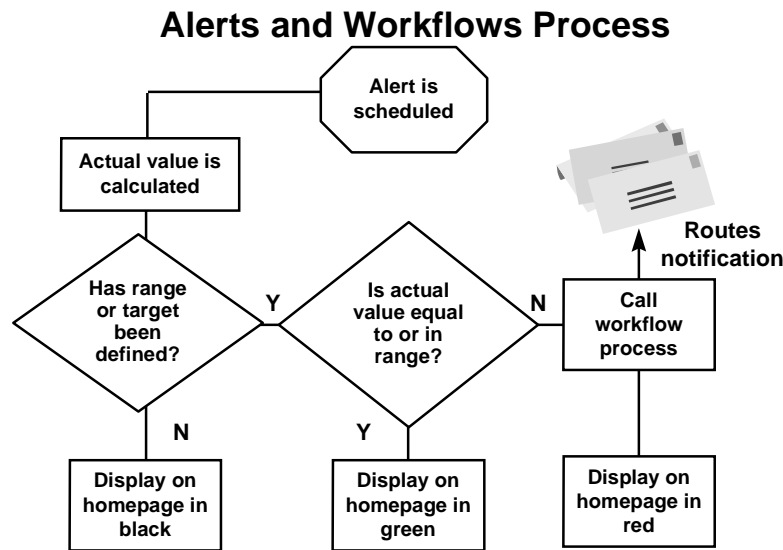 Alerts and Workflows Process
Alert is
scheduled
Actual value is
calculated
Routes
notification
Has range
or target
been
defined?
Y
Is actual
value equal
to or in
range?
N
Call
workflow
process
N
Y
Display on
homepage in
black
Display on
homepage in
green
Display on
homepage in
red